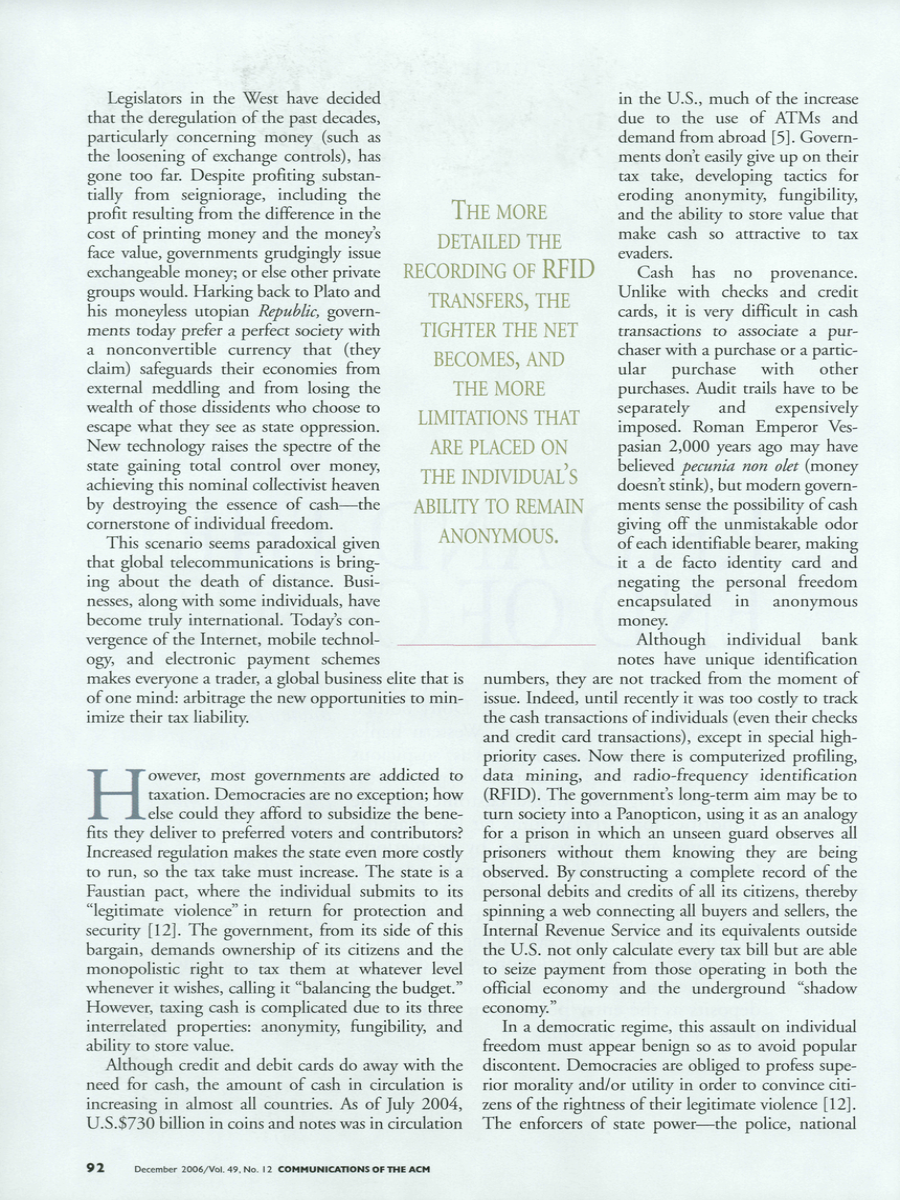 Legislators in the West have decided
that the deregulation of the past decades,
particularly concerning money (such as
the loosening of exchange controls), has
gone too far. Despite profiting substan-
tially from seigniorage, including the
profit resulting from the difference in the
cost of printing money and the money's
face value, governments grudgingly issue
exchangeable money; or else other private
groups would. Harking back to Plato and
his moneyless utopian Republic, govern-
ments today prefer a perfect society with
a nonconvertible currency that (they
claim) safeguards their economies from
external meddling and from losing the
wealth of those dissidents who choose to
escape what they see as state oppression.
New technology raises the spectre of the
state gaining total control over money,
achieving this nominal collectivist heaven
by destroying the essence of cash—the
cornerstone of individual freedom.
This scenario seems paradoxical given
that global telecommunications is bring-
ing about the death of distance. Busi-
nesses, along with some individuals, have
become truly international. Today's con-
vergence of the Internet, mobile technol-
ogy, and electronic payment schemes
makes everyone a trader, a global business elite that is
of one mind: arbitrage the new opportunities to min-
imize their tax liability.
However, most governments are addicted to
taxation. Democracies are no exception; how
else could they afford to subsidize the bene-
fits they deliver to preferred voters and contributors?
Increased regulation makes the state even more costly
to run, so the tax take must increase. The state is a
Faustian pact, where the individual submits to its
“legitimate violence” in return for protection and
security [12]. The government, from its side of this
bargain, demands ownership of its citizens and the
monopolistic right to tax them at whatever level
whenever it wishes, calling it “balancing the budget.”
However, taxing cash is complicated due to its three
interrelated properties: anonymity, fungibility, and
ability to store value.
Although credit and debit cards do away with the
need for cash, the amount of cash in circulation is
increasing in almost all countries. As of July 2004,
U.S.$730 billion in coins and notes was in circulation
THE MORE
DETAILED THE
RECORDING OF RFID
TRANSFERS, THE
TIGHTER THE NET
BECOMES, AND
THE MORE
LIMITATIONS THAT
ARE PLACED ON
THE INDIVIDUAL'S
ABILITY TO REMAIN
ANONYMOUS.
in the U.S., much of the increase
due to the use of ATMs and
demand from abroad [5]. Govern-
ments don't easily give up on their
tax take, developing tactics for
eroding anonymity, fungibility,
and the ability to store value that
make cash so attractive to tax
evaders.
Cash has no provenance.
Unlike with checks and credit
cards, it is very difficult in cash
transactions to associate a pur-
chaser with a purchase or a partic-
ular purchase with other
purchases. Audit trails have to be
separately and expensively
imposed. Roman Emperor Ves-
pasian 2,000 years ago may have
believed pecunia non olet (money
doesn't stink), but modern govern-
ments sense the possibility of cash
giving off the unmistakable odor
of each identifiable bearer, making
it a de facto identity card and
negating the personal freedom
encapsulated in anonymous
money.
Although individual bank
notes have unique identification
numbers, they are not tracked from the moment of
issue. Indeed, until recently it was too costly to track
the cash transactions of individuals (even their checks
and credit card transactions), except in special high-
priority cases. Now there is computerized profiling,
data mining, and radio-frequency identification
(RFID). The government's long-term aim may be to
turn society into a Panopticon, using it as an analogy
for a prison in which an unseen guard observes all
prisoners without them knowing they are being
observed. By constructing a complete record of the
personal debits and credits of all its citizens, thereby
spinning a web connecting all buyers and sellers, the
Internal Revenue Service and its equivalents outside
the U.S. not only calculate every tax bill but are able
to seize payment from those operating in both the
official economy and the underground “shadow
economy.”
In a democratic regime, this assault on individual
freedom must appear benign so as to avoid popular
discontent. Democracies are obliged to profess supe-
rior morality and/or utility in order to convince citi-
zens of the rightness of their legitimate violence [12].
The enforcers of state power—the police, national
92 December 2006/Vol. 49, No. 12 COMMUNICATIONS OF THE ACM